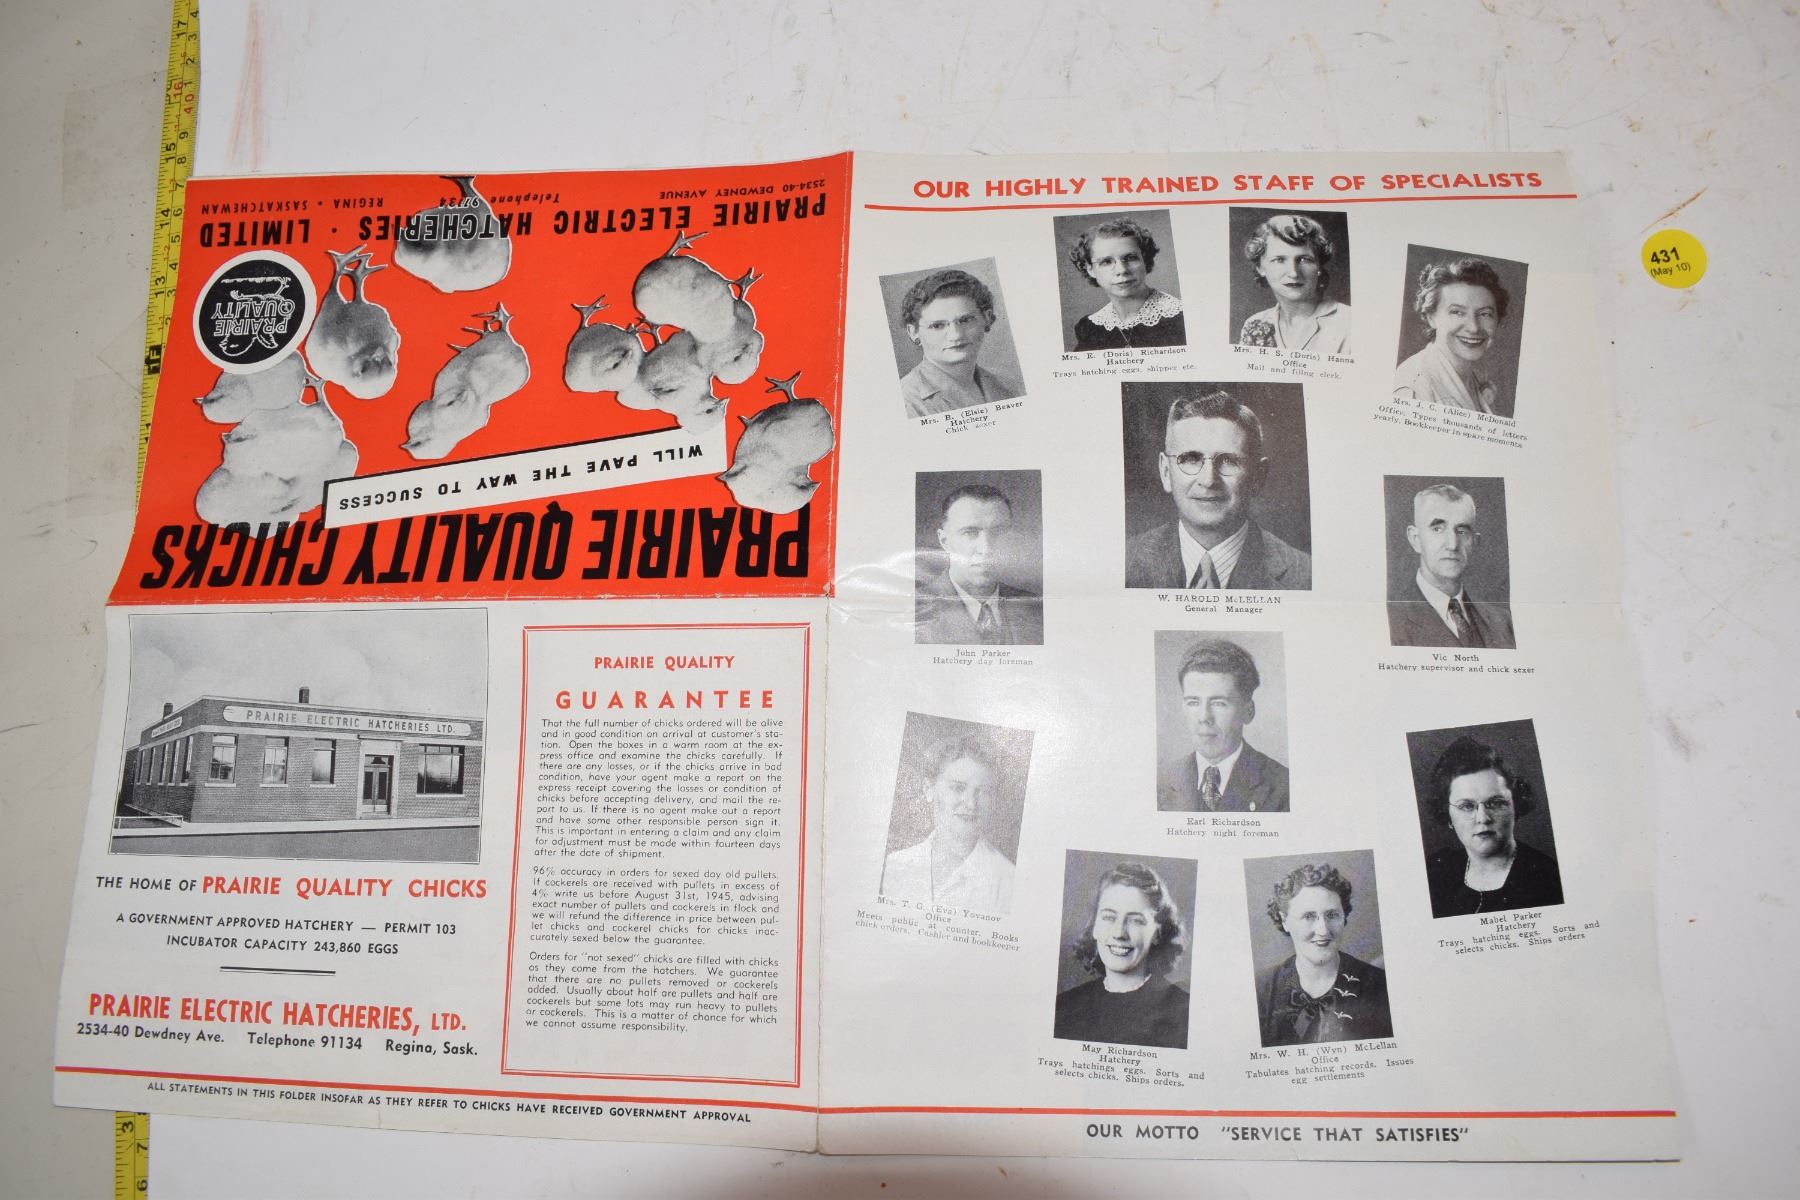 PRAIRIE QUALITY CHICKS
WILL PAVE THE WAY TO SUCCESS
PRAIRIE QUALITY
PRAIRIE ELECTRIC HATCHERIES • LIMITED
2534-40 DEWDNEY AVENUE Telephone 91134 REGINA • SASKATCHEWAN
PRAIRIE ELECTRIC HATCHERIES LTD.
THE HOME OF PRAIRIE QUALITY CHICKS
A GOVERNMENT APPROVED HATCHERY — PERMIT 103
INCUBATOR CAPACITY 243,860 EGGS
PRAIRIE ELECTRIC HATCHERIES, LTD.
2534-40 Dewdney Ave. Telephone 91134 Regina, Sask.
PRAIRIE QUALITY
GUARANTEE
That the full number of chicks ordered will be alive
and in good condition on arrival at customer's sta-
tion. Open the boxes in a warm room at the ex-
press office and examine the chicks carefully. If
there are any losses, or if the chicks arrive in bad
condition, have your agent make a report on the
express receipt covering the losses or condition of
chicks before accepting delivery, and mail the re-
port to us. If there is no agent make out a report
and have some other responsible person sign it.
This is important in entering a claim and any claim
for adjustment must be made within fourteen days
after the date of shipment.
96% accuracy in orders for sexed day old pullets.
If cockerels are received with pullets in excess of
4% write us before August 31st, 1945, advising
exact number of pullets and cockerels in flock and
we will refund the difference in price between pul-
let chicks and cockerel chicks for chicks inac-
curately sexed below the guarantee.
Orders for "not sexed" chicks are filled with chicks
as they come from the hatchers. We guarantee
that there are no pullets removed or cockerels
added. Usually about half are pullets and half are
cockerels but some lots may run heavy to pullets
or cockerels. This is a matter of chance for which
we cannot assume responsibility.
ALL STATEMENTS IN THIS FOLDER INSOFAR AS THEY REFER TO CHICKS HAVE RECEIVED GOVERNMENT APPROVAL
OUR HIGHLY TRAINED STAFF OF SPECIALISTS
Mrs. B. (Elsie) Beaver
Hatchery
Chick sexer
Mrs. E. (Doris) Richardson
Hatchery
Trays hatching eggs, shipper etc.
Mrs. H. S. (Doris) Hanna
Office
Mail and filing clerk.
Mrs. J. C. (Alice) McDonald
Office. Types thousands of letters
yearly. Bookkeeper in spare moments
W. HAROLD McLELLAN
General Manager
John Parker
Hatchery day foreman
Vic North
Hatchery supervisor and chick sexer
Earl Richardson
Hatchery night foreman
Mrs. T. G. (Eva) Yovanov
Office
Meets public at counter. Books
chick orders. Cashier and bookkeeper
Mabel Parker
Hatchery
Trays hatching eggs. Sorts and
selects chicks. Ships orders
May Richardson
Hatchery
Trays hatchings eggs. Sorts and
selects chicks. Ships orders.
Mrs. W. H. (Wyn) McLellan
Office
Tabulates hatching records. Issues
egg settlements
OUR MOTTO "SERVICE THAT SATISFIES"
431
(May 10)